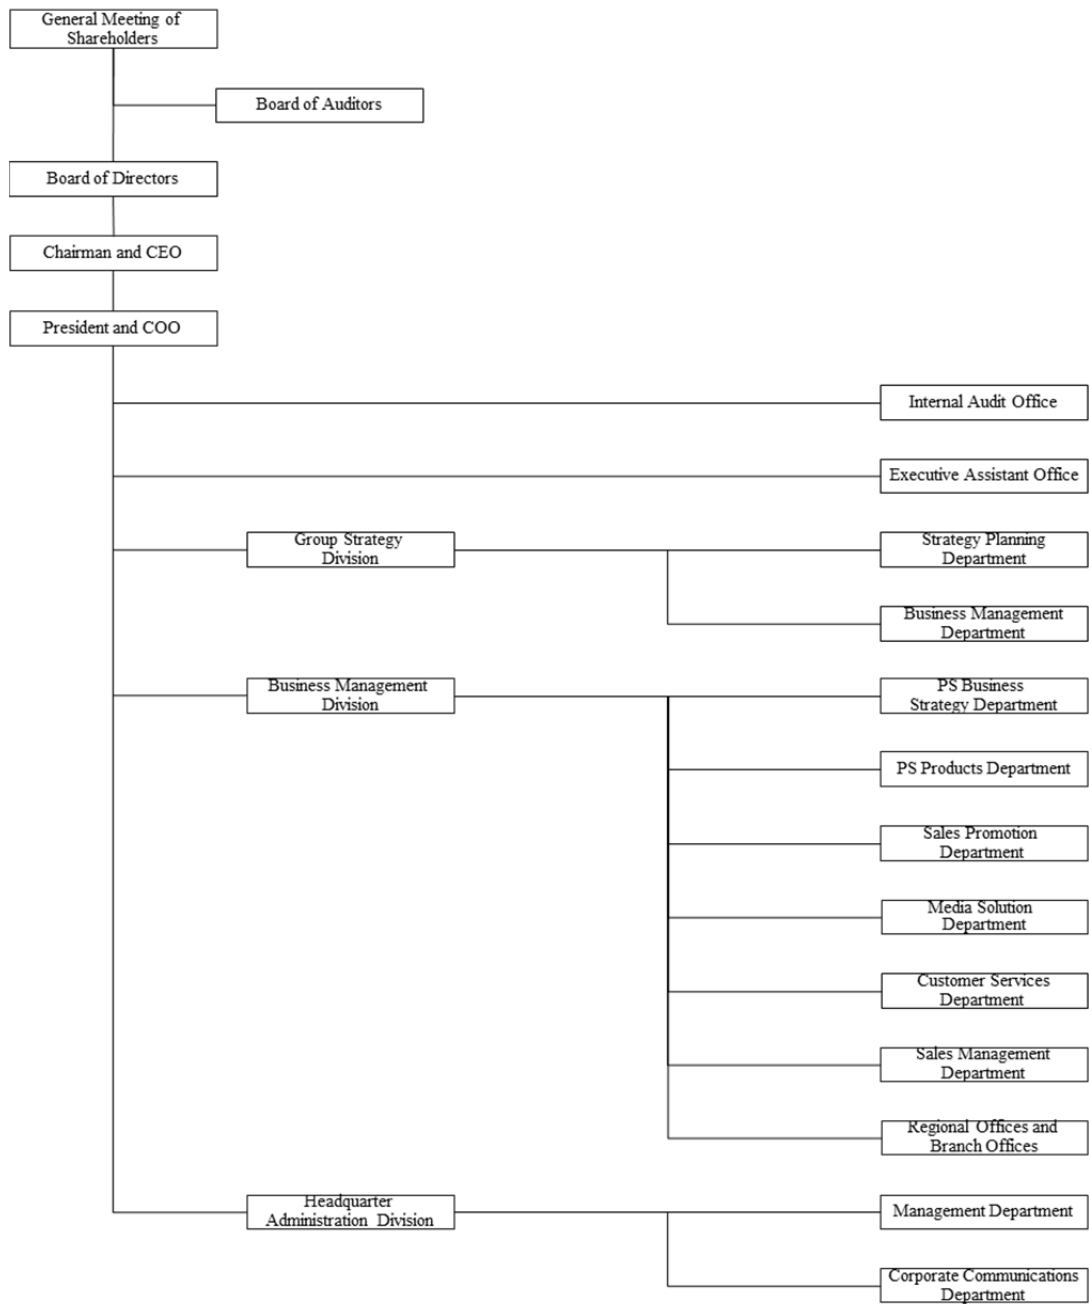 General Meeting of
Shareholders
Board of Auditors
Board of Directors
Chairman and CEO
President and COO
Internal Audit Office
Executive Assistant Office
Group Strategy
Division
Strategy Planning
Department
Business Management
Department
Business Management
Division
PS Business
Strategy Department
PS Products Department
Sales Promotion
Department
Media Solution
Department
Customer Services
Department
Sales Management
Department
Regional Offices and
Branch Offices
Headquarter
Administration Division
Management Department
Corporate Communications
Department